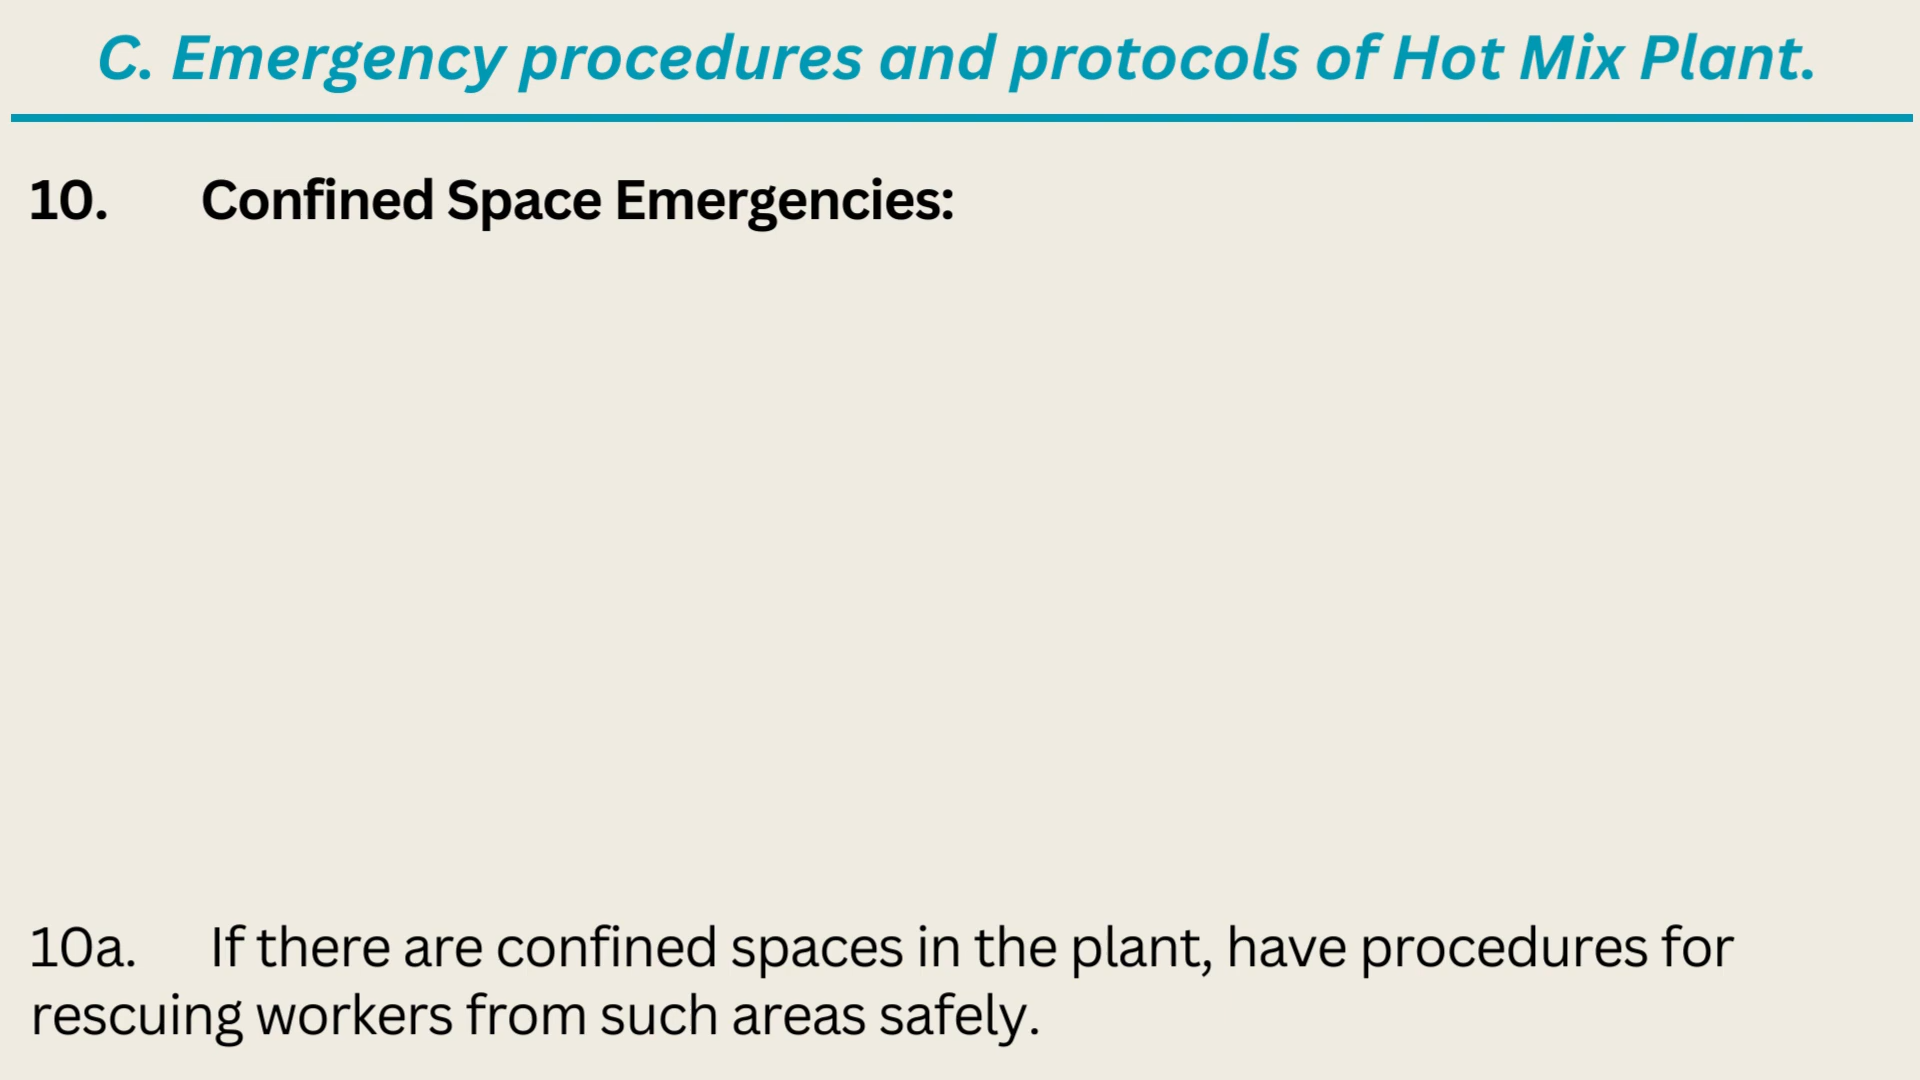 C. Emergency procedures and protocols of Hot Mix Plant.
10. Confined Space Emergencies:
10a. If there are confined spaces in the plant, have procedures for
rescuing workers from such areas safely.